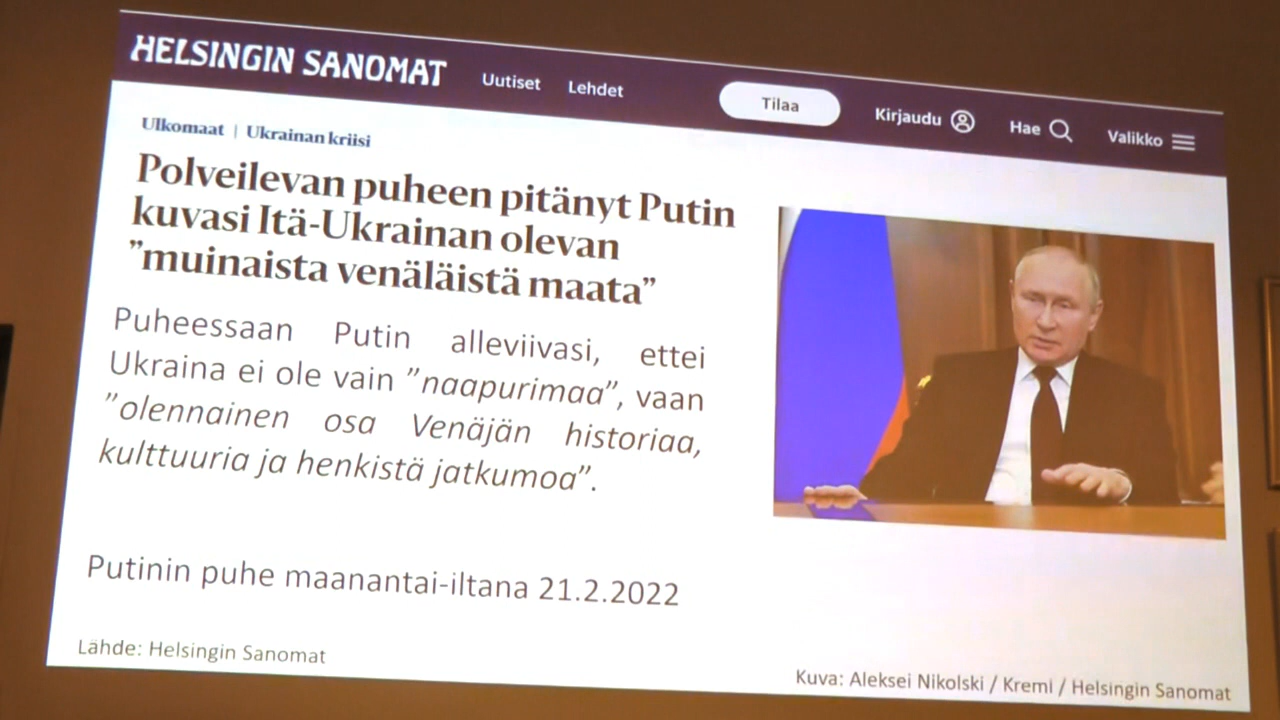 HELSINGIN SANOMAT
Uutiset Lehdet Tilaa Kirjaudu Hae Valikko
Ulkomaat | Ukrainan kriisi
Polveilevan puheen pitänyt Putin
kuvasi Itä-Ukrainan olevan
”muinaista venäläistä maata”
Puheessaan Putin alleviivasi, ettei
Ukraina ei ole vain ”naapurimaa”, vaan
”olennainen osa Venäjän historiaa,
kulttuuria ja henkistä jatkumoa”.
Putinin puhe maanantai-iltana 21.2.2022
Lähde: Helsingin Sanomat
Kuva: Aleksei Nikolski / Kreml / Helsingin Sanomat